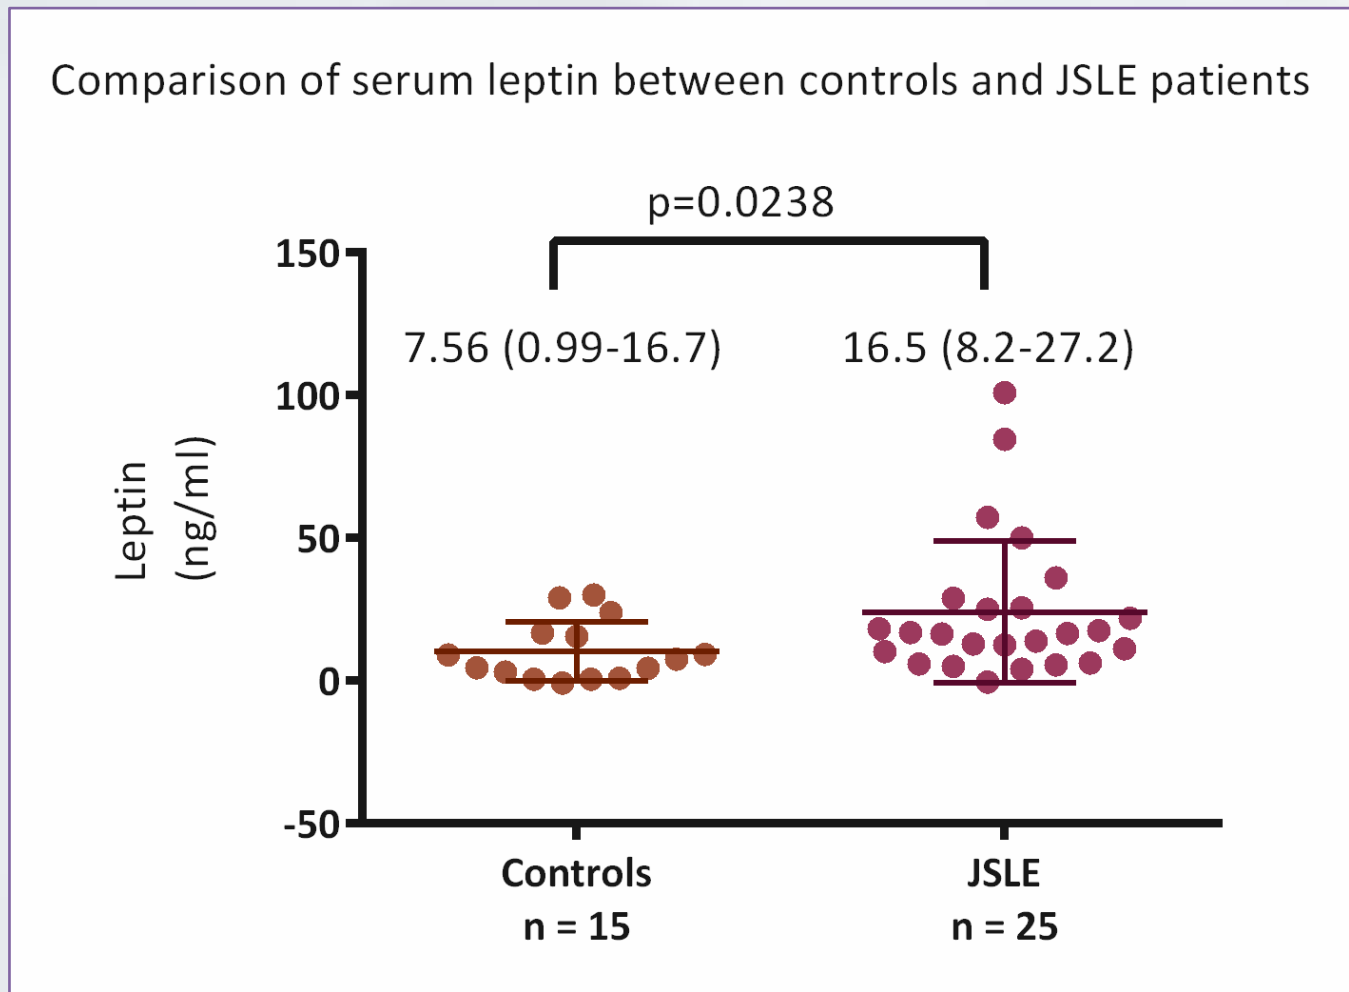 Comparison of serum leptin between controls and JSLE patients
p=0.0238
150
7.56 (0.99-16.7)
16.5 (8.2-27.2)
100
Leptin
(ng/ml)
50
0
-50
Controls
n = 15
JSLE
n = 25